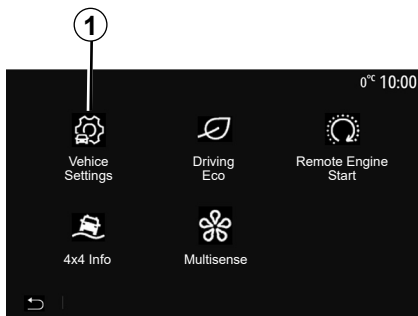 1
0°C 10:00
Vehice
Settings
Driving
Eco
Remote Engine
Start
4x4 Info
Multisense